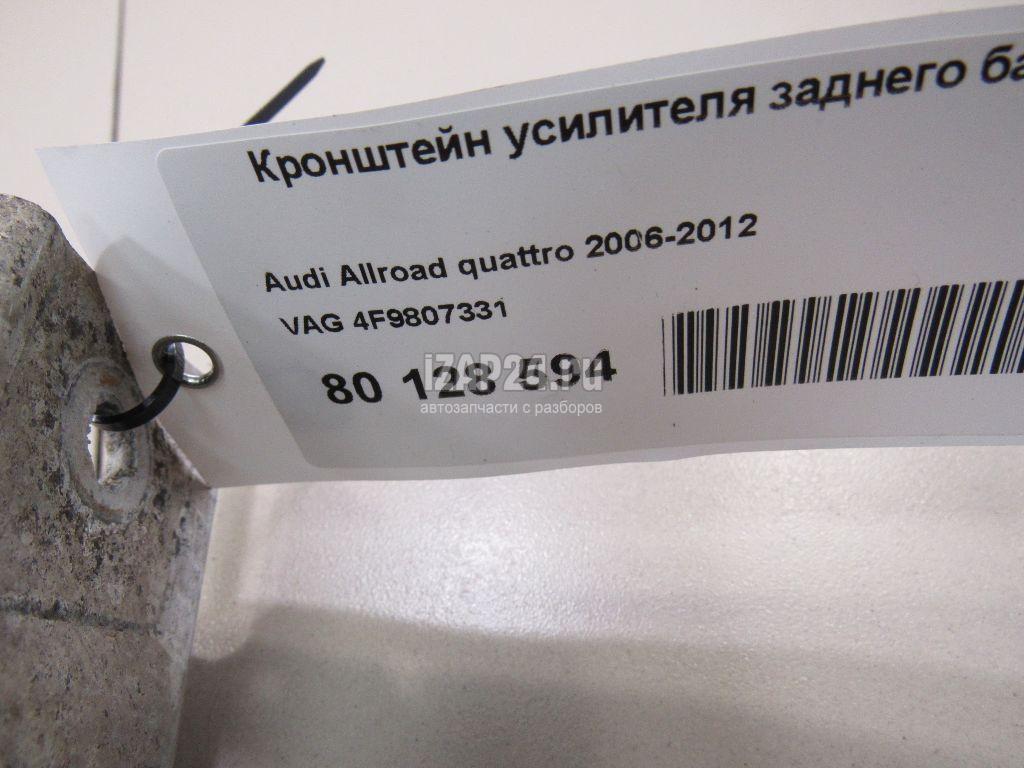 Кронштейн усилителя заднего ба
Audi Allroad quattro 2006-2012
VAG 4F9807331
80 128 594
iZAP24.ru
автозапчасти с разборов